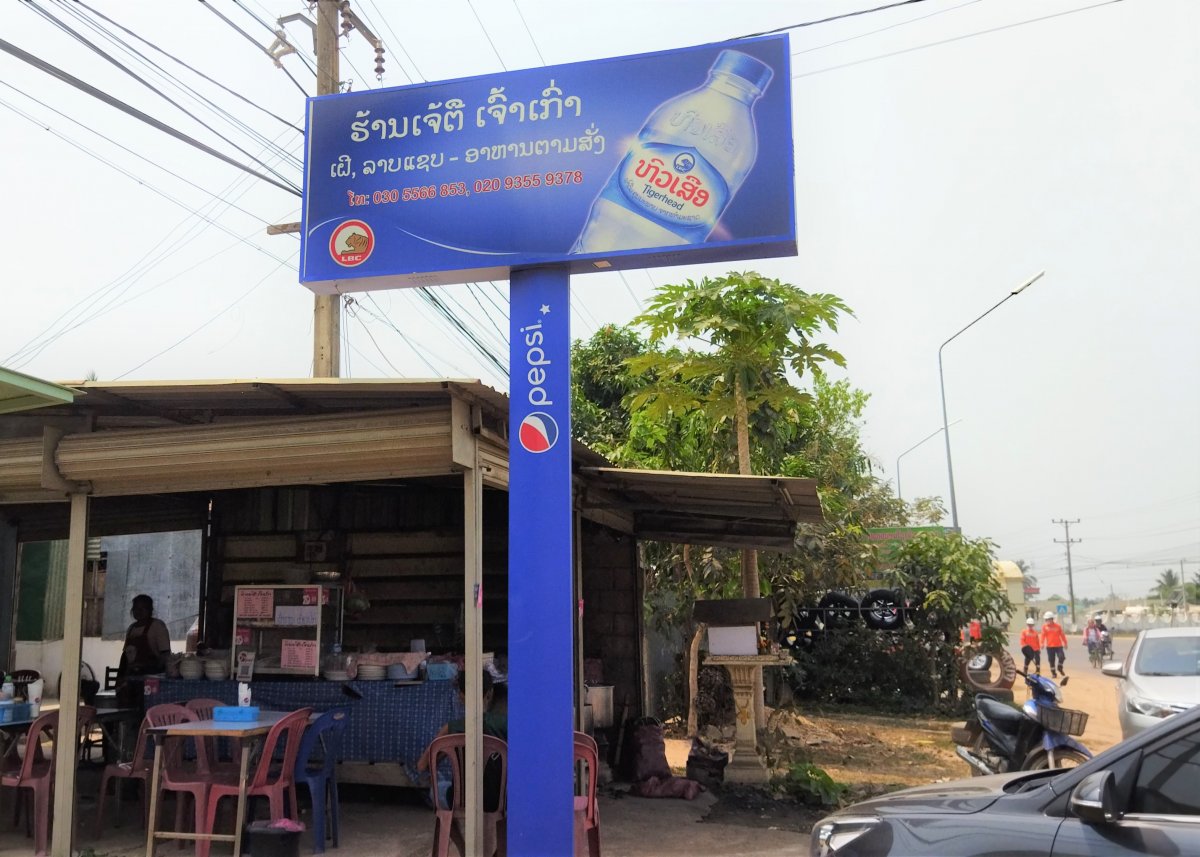 ຮ້ານເຈ້ຕີ ເຈົ້າເກົ່າ
ເຝີ, ລາບແຊບ - ອາຫານຕາມສັ່ງ
ໂທ: 030 5566 853, 020 9355 9378
LBC
ຫົວເສືອ
Tigerhead
pepsi